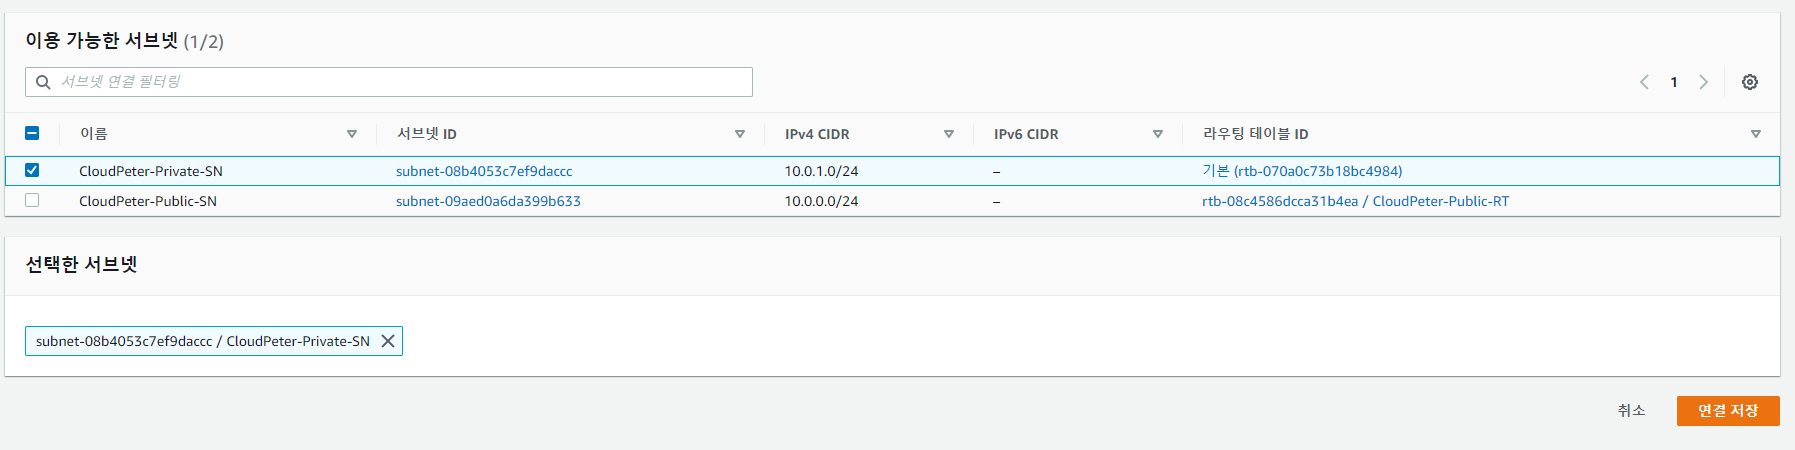 이용 가능한 서브넷 (1/2)
서브넷 연결 필터링
1
이름 서브넷 ID IPv4 CIDR IPv6 CIDR 라우팅 테이블 ID
CloudPeter-Private-SN subnet-08b4053c7ef9daccc 10.0.1.0/24 – 기본 (rtb-070a0c73b18bc4984)
CloudPeter-Public-SN subnet-09aed0a6da399b633 10.0.0.0/24 – rtb-08c4586dcca31b4ea / CloudPeter-Public-RT
선택한 서브넷
subnet-08b4053c7ef9daccc / CloudPeter-Private-SN
취소 연결 저장